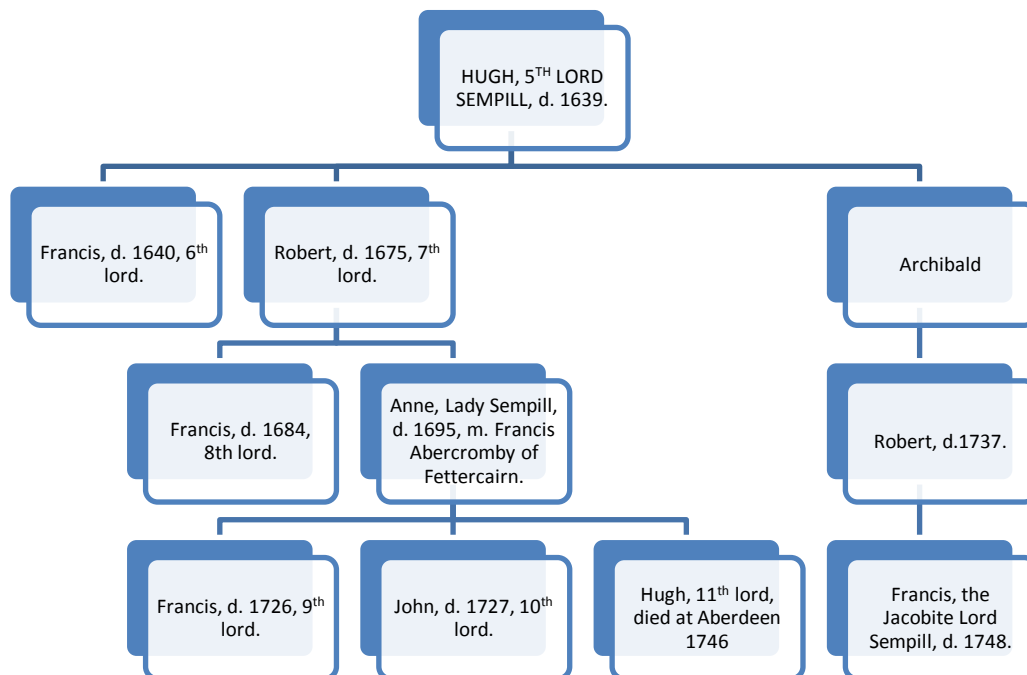 HUGH, 5TH LORD
SEMPILL, d. 1639.
Francis, d. 1640, 6th
lord.
Robert, d. 1675, 7th
lord.
Archibald
Francis, d. 1684,
8th lord.
Anne, Lady Sempill,
d. 1695, m. Francis
Abercromby of
Fettercairn.
Robert, d.1737.
Francis, d. 1726, 9th
lord.
John, d. 1727, 10th
lord.
Hugh, 11th lord,
died at Aberdeen
1746
Francis, the
Jacobite Lord
Sempill, d. 1748.